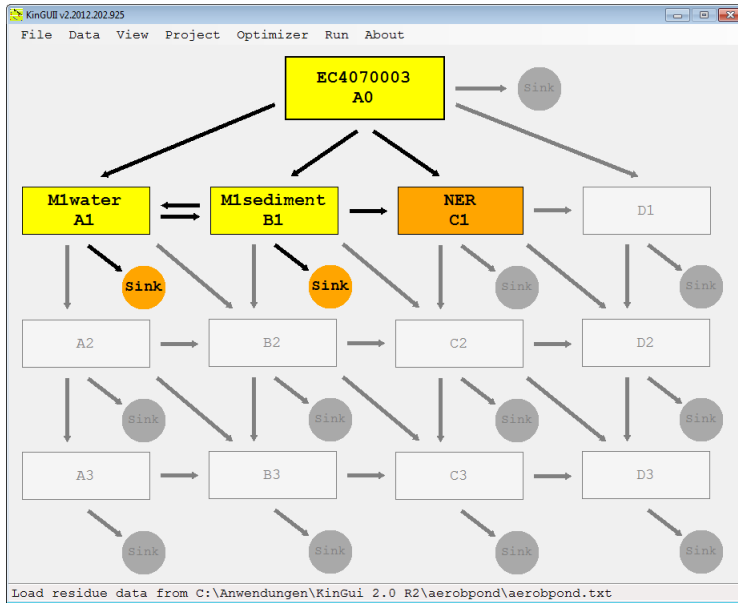 KinGUII v2.2012.202.925
File Data View Project Optimizer Run About
EC4070003
A0
Sink
M1water
A1
M1sediment
B1
NER
C1
D1
Sink
Sink
Sink
Sink
A2
B2
C2
D2
Sink
Sink
Sink
Sink
A3
B3
C3
D3
Sink
Sink
Sink
Sink
Load residue data from C:\Anwendungen\KinGui 2.0 R2\aerobpond\aerobpond.txt